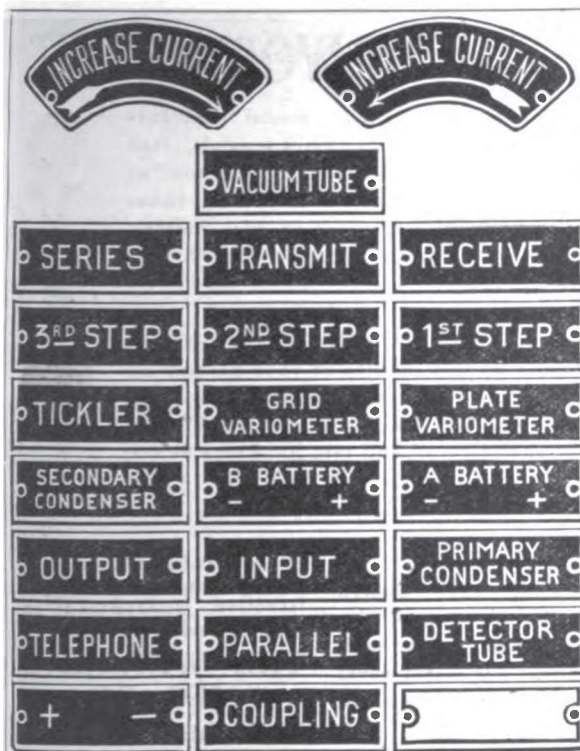 INCREASE CURRENT
INCREASE CURRENT
VACUUM TUBE
SERIES
TRANSMIT
RECEIVE
3RD STEP
2ND STEP
1ST STEP
TICKLER
GRID
VARIOMETER
PLATE
VARIOMETER
SECONDARY
CONDENSER
B BATTERY
- +
A BATTERY
- +
OUTPUT
INPUT
PRIMARY
CONDENSER
TELEPHONE
PARALLEL
DETECTOR
TUBE
+ -
COUPLING